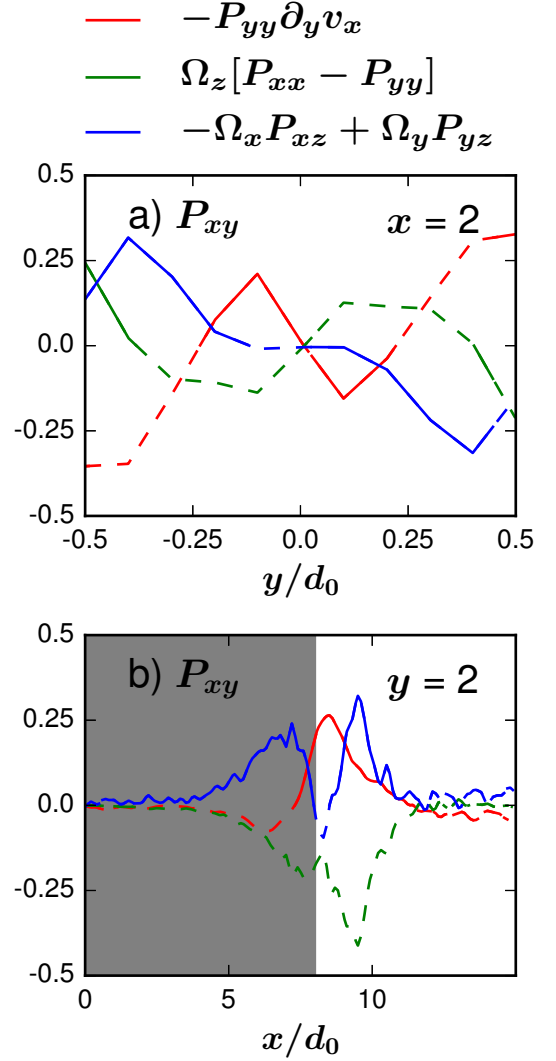 −P_yy ∂_y v_x
Ω_z[P_xx − P_yy]
−Ω_x P_xz + Ω_y P_yz
a) P_xy x = 2
0.5
0.25
0.0
-0.25
-0.5
-0.5 -0.25 0.0 0.25 0.5
y/d_0
b) P_xy y = 2
0.5
0.25
0.0
-0.25
-0.5
0 5 10
x/d_0